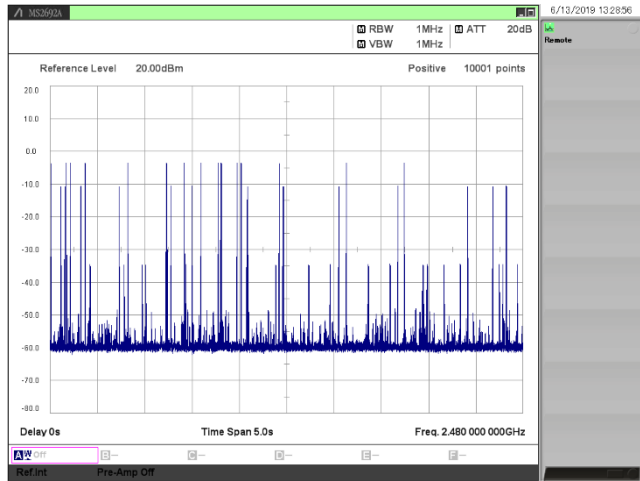 MS2692A
6/13/2019 13:28:56
RBW 1MHz ATT 20dB
VBW 1MHz
Remote
Reference Level 20.00dBm Positive 10001 points
20.0
10.0
0.0
-10.0
-20.0
-30.0
-40.0
-50.0
-60.0
-70.0
-80.0
Delay 0s Time Span 5.0s Freq. 2.480 000 000GHz
A Off B-- C-- D-- E-- F--
Ref.Int Pre-Amp Off